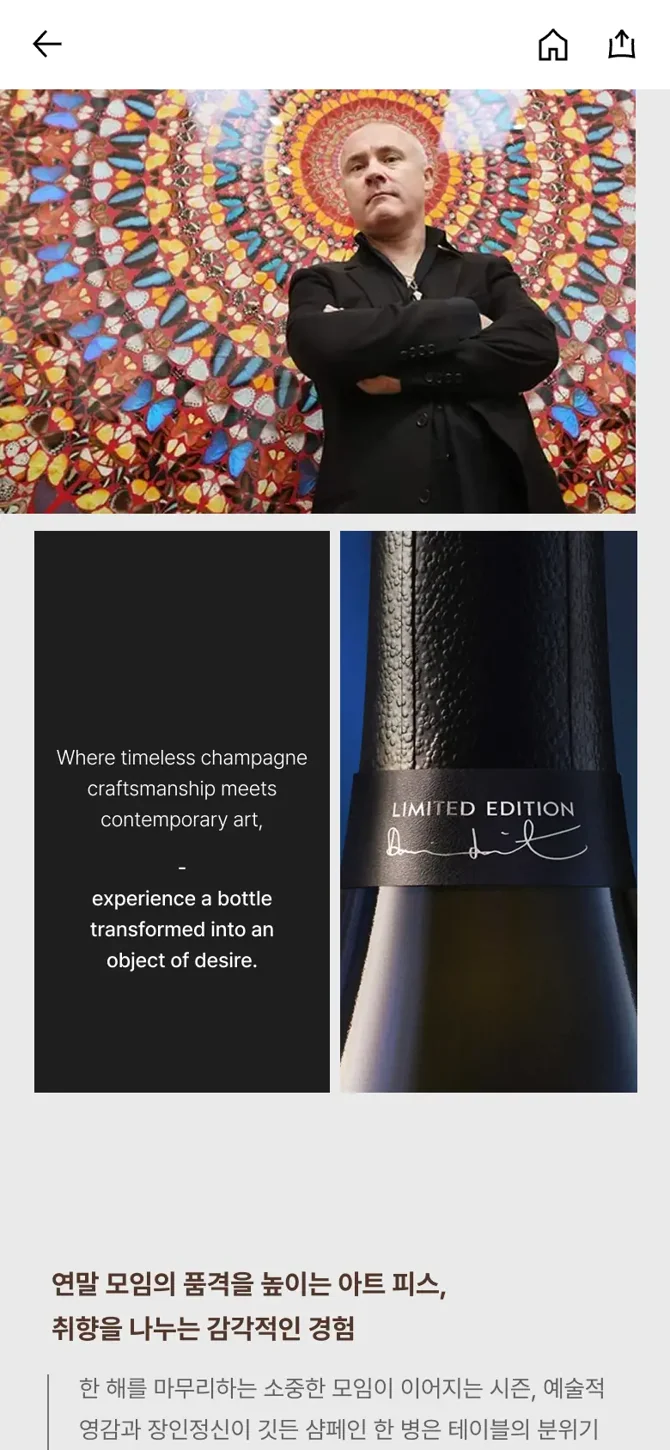 Where timeless champagne
craftsmanship meets
contemporary art,
-
experience a bottle
transformed into an
object of desire.
LIMITED EDITION
연말 모임의 품격을 높이는 아트 피스,
취향을 나누는 감각적인 경험
한 해를 마무리하는 소중한 모임이 이어지는 시즌, 예술적
영감과 장인정신이 깃든 샴페인 한 병은 테이블의 분위기